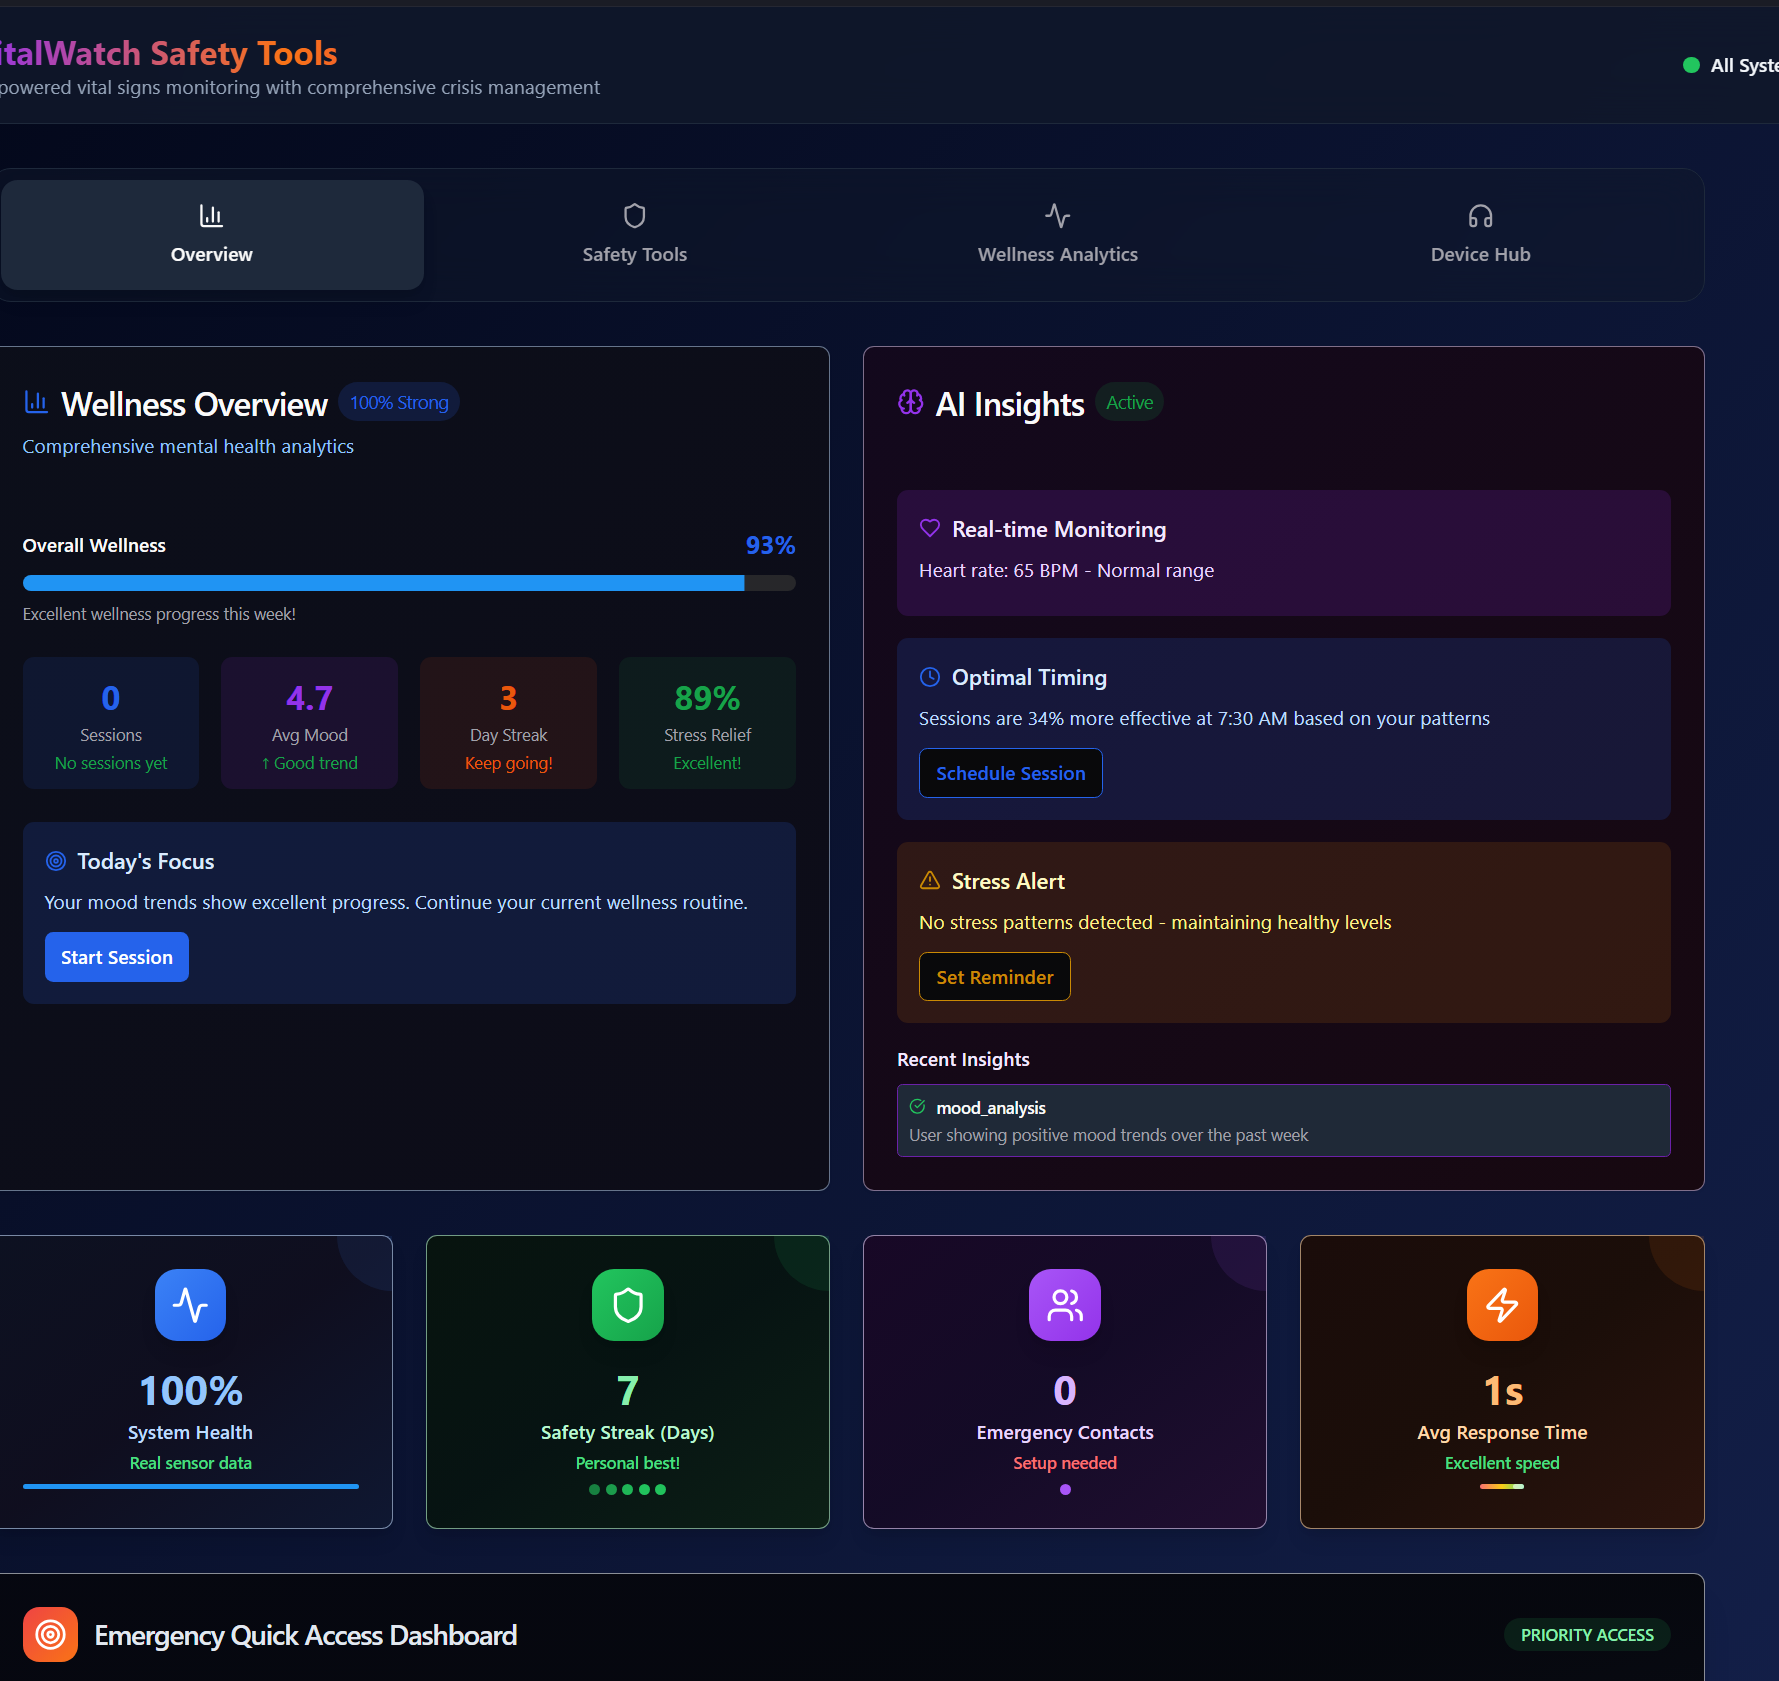 italWatch Safety Tools
powered vital signs monitoring with comprehensive crisis management
All Syste
Overview
Safety Tools
Wellness Analytics
Device Hub
Wellness Overview
100% Strong
Comprehensive mental health analytics
Overall Wellness
93%
Excellent wellness progress this week!
0
Sessions
No sessions yet
4.7
Avg Mood
↑ Good trend
3
Day Streak
Keep going!
89%
Stress Relief
Excellent!
Today's Focus
Your mood trends show excellent progress. Continue your current wellness routine.
Start Session
AI Insights
Active
Real-time Monitoring
Heart rate: 65 BPM - Normal range
Optimal Timing
Sessions are 34% more effective at 7:30 AM based on your patterns
Schedule Session
Stress Alert
No stress patterns detected - maintaining healthy levels
Set Reminder
Recent Insights
mood_analysis
User showing positive mood trends over the past week
100%
System Health
Real sensor data
7
Safety Streak (Days)
Personal best!
0
Emergency Contacts
Setup needed
1s
Avg Response Time
Excellent speed
Emergency Quick Access Dashboard
PRIORITY ACCESS